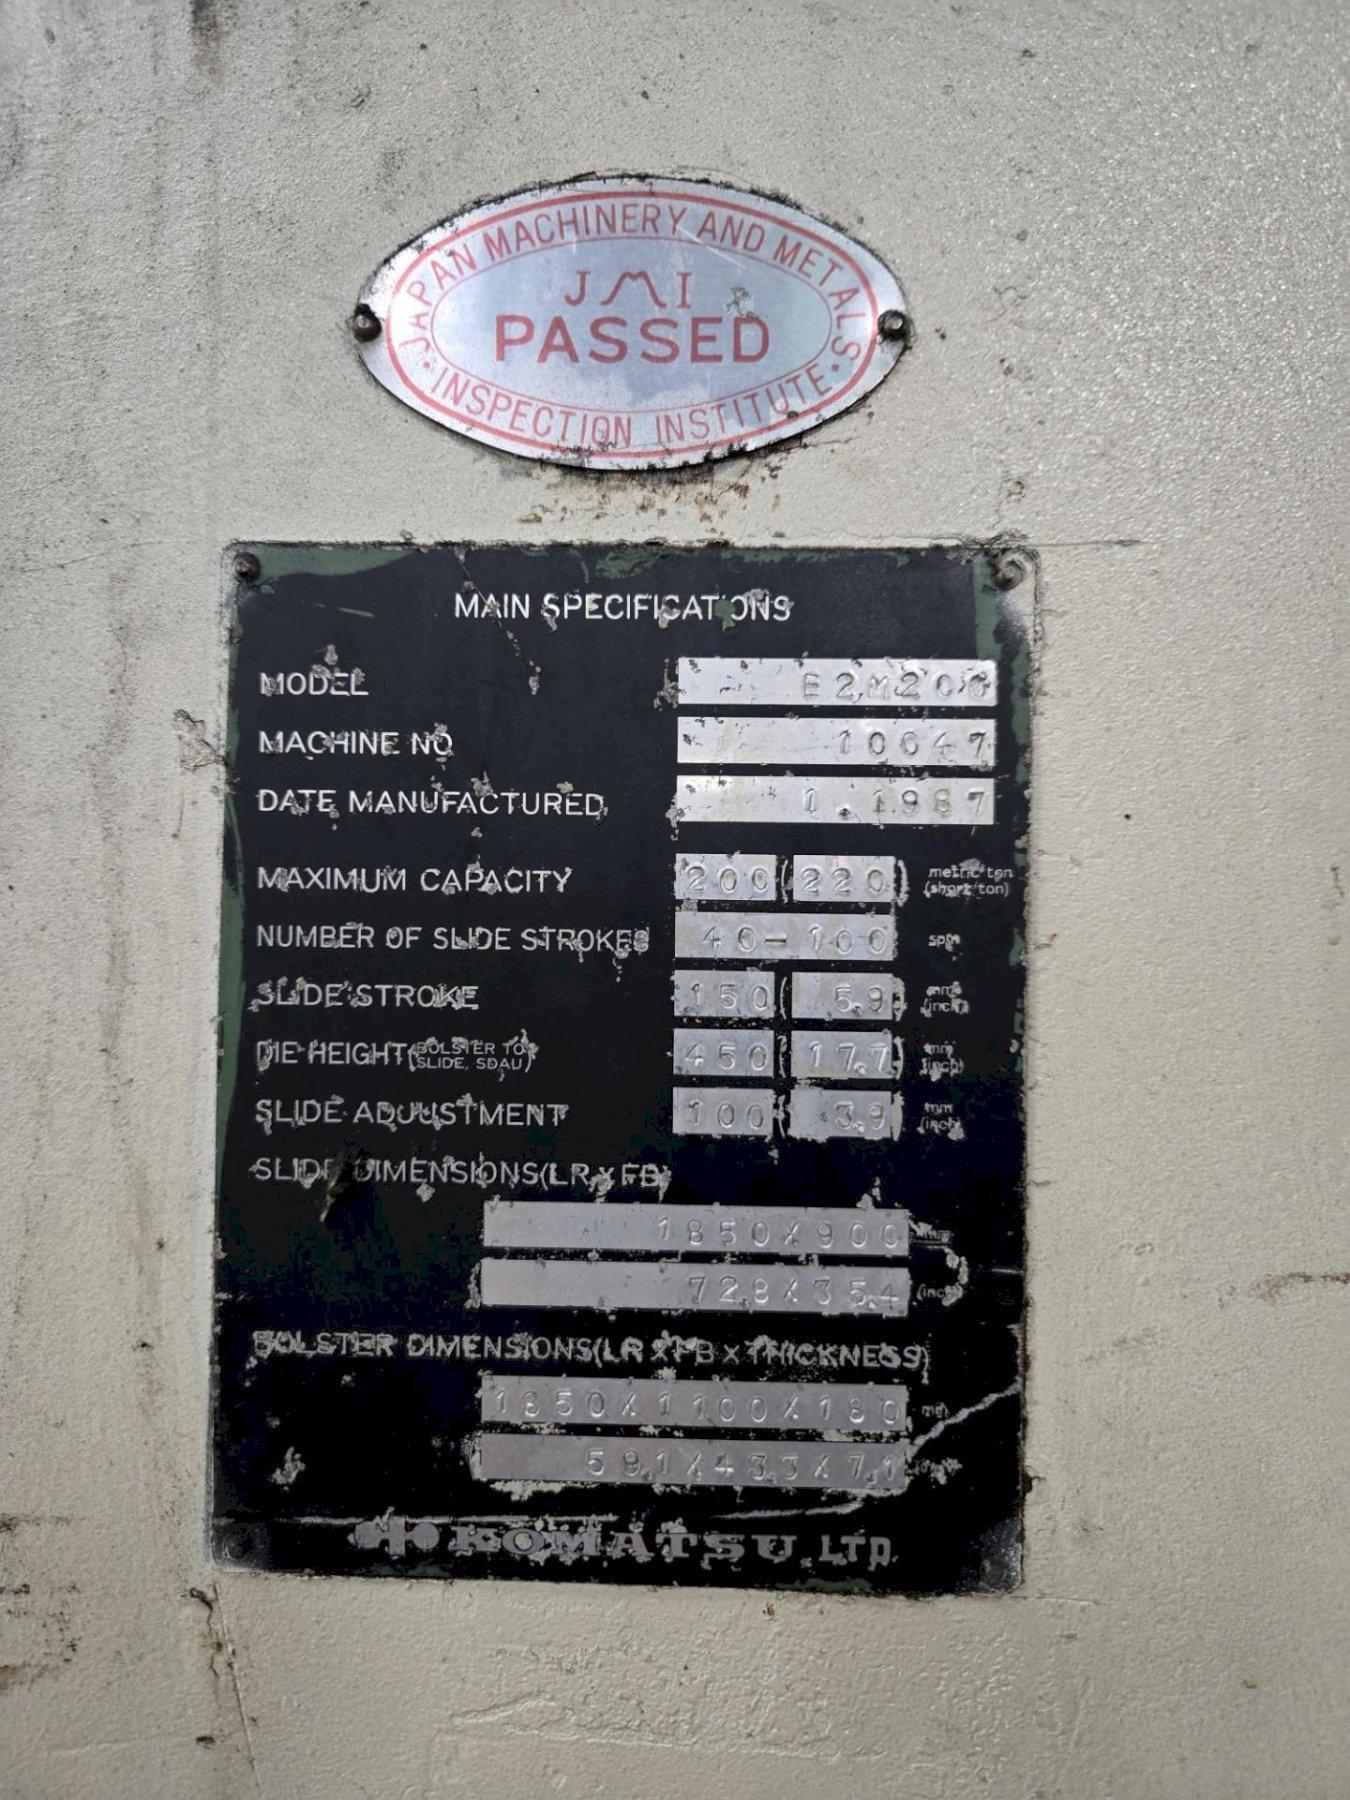 JAPAN MACHINERY AND METALS
JMI
PASSED
INSPECTION INSTITUTE
MAIN SPECIFICATIONS
MODEL E2M200
MACHINE NO 10047
DATE MANUFACTURED 1.1987
MAXIMUM CAPACITY 200 (220) metric ton (short ton)
NUMBER OF SLIDE STROKES 40-100 spm
SLIDE STROKE 150 (5.9) mm (inch)
DIE HEIGHT (BOLSTER TO SLIDE, SDAU) 450 (17.7) mm (inch)
SLIDE ADJUSTMENT 100 (3.9) mm (inch)
SLIDE DIMENSIONS (LR x FB)
1850X900 mm
(72.8X35.4 (inch)
BOLSTER DIMENSIONS (LR x FB x THICKNESS)
1850X1100X180 mm
(59.1X43.3X7.1
KOMATSU LTD.